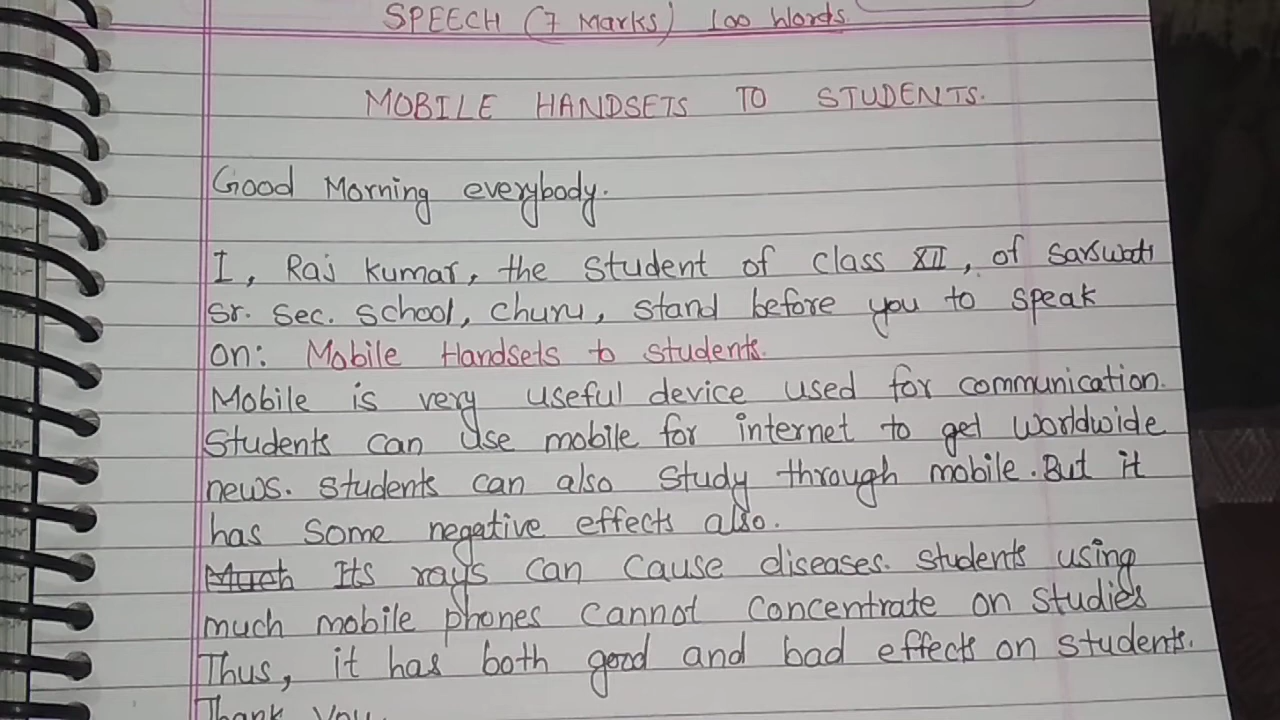 SPEECH (7 Marks) 100 Words.
MOBILE HANDSETS TO STUDENTS.
Good Morning everybody.
I, Raj Kumar, the student of class XII, of Sarswati
Sr. Sec. School, Churu, stand before you to speak
on: Mobile Handsets to students.
Mobile is very useful device used for communication.
Students can use mobile for internet to get worldwide
news. Students can also study through mobile. But it
has some negative effects also.
Much Its rays can cause diseases. Students using
much mobile phones cannot concentrate on studies
Thus, it has both good and bad effects on students.
Thank You.